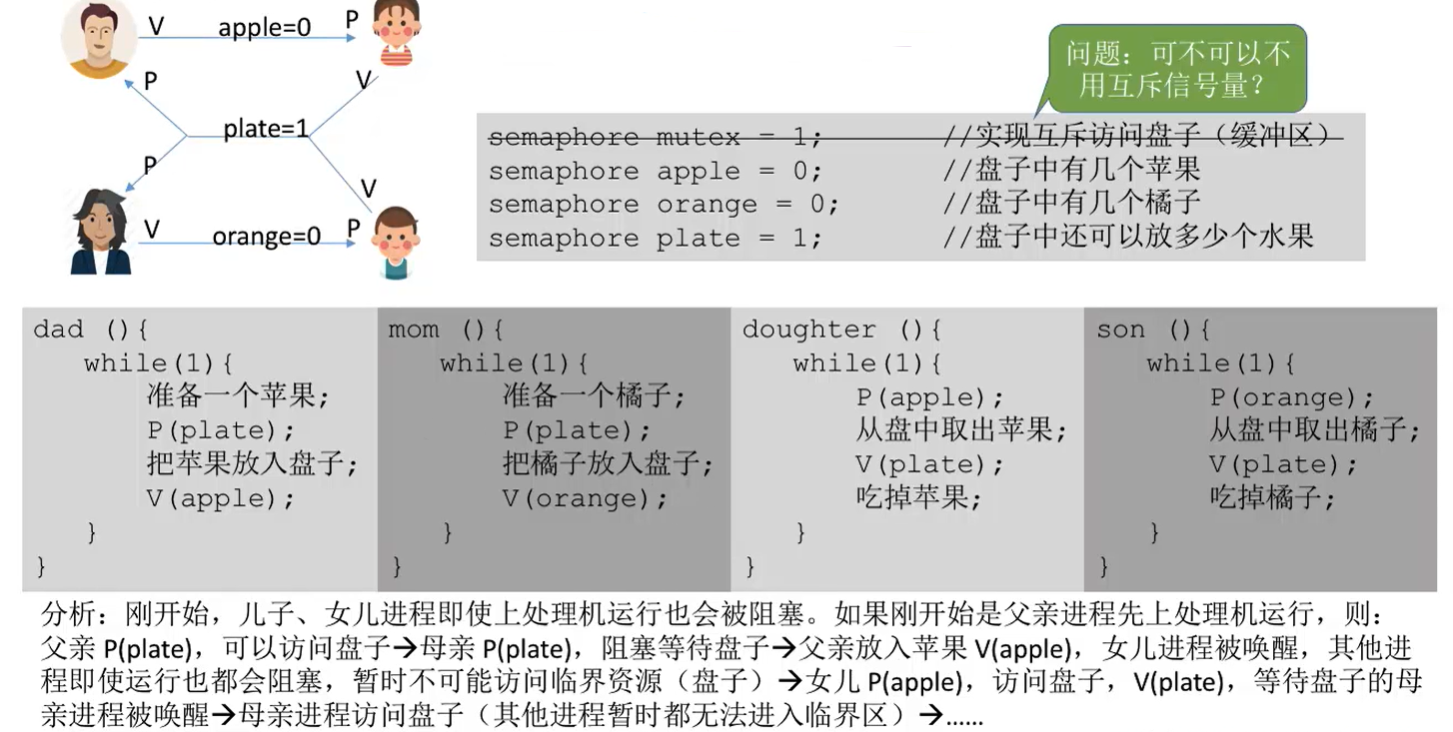 V apple=0 P
P V
plate=1
P V
V orange=0 P
问题：可不可以不
用互斥信号量？
semaphore mutex = 1; //实现互斥访问盘子（缓冲区）
semaphore apple = 0; //盘子中有几个苹果
semaphore orange = 0; //盘子中有几个橘子
semaphore plate = 1; //盘子中还可以放多少个水果
dad (){
while(1){
准备一个苹果;
P(plate);
把苹果放入盘子;
V(apple);
}
}
mom (){
while(1){
准备一个橘子;
P(plate);
把橘子放入盘子;
V(orange);
}
}
doughter (){
while(1){
P(apple);
从盘中取出苹果;
V(plate);
吃掉苹果;
}
}
son (){
while(1){
P(orange);
从盘中取出橘子;
V(plate);
吃掉橘子;
}
}
分析：刚开始，儿子、女儿进程即使上处理机运行也会被阻塞。如果刚开始是父亲进程先上处理机运行，则：
父亲 P(plate)，可以访问盘子→母亲 P(plate)，阻塞等待盘子→父亲放入苹果 V(apple)，女儿进程被唤醒，其他进
程即使运行也都会阻塞，暂时不可能访问临界资源（盘子）→女儿 P(apple)，访问盘子，V(plate)，等待盘子的母
亲进程被唤醒→母亲进程访问盘子（其他进程暂时都无法进入临界区）→……